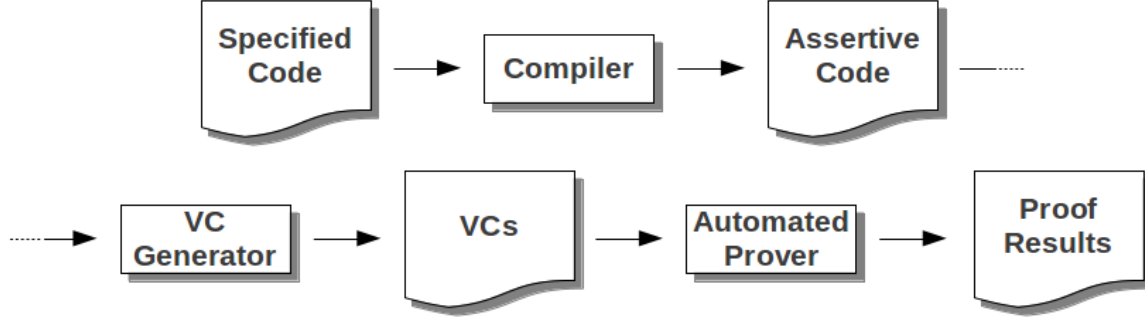 Specified
Code
Compiler
Assertive
Code
VC
Generator
VCs
Automated
Prover
Proof
Results